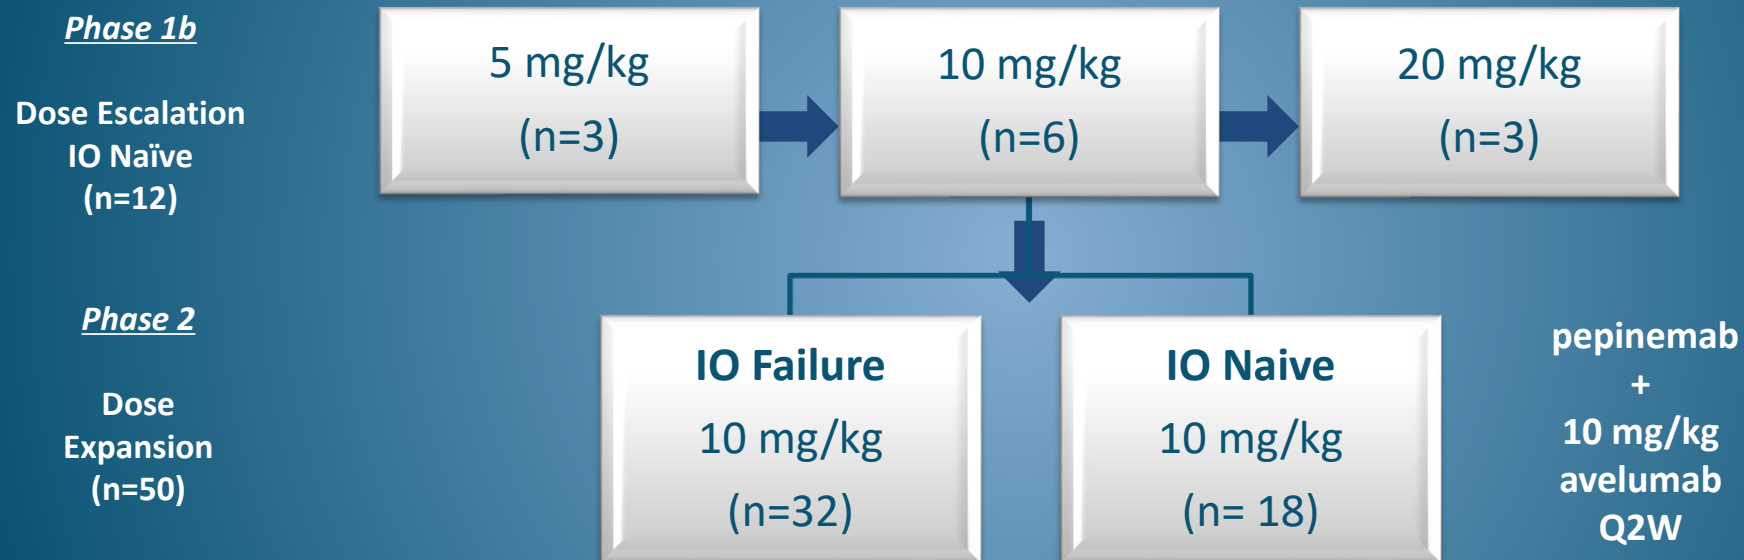 Phase 1b
Dose Escalation
IO Naïve
(n=12)
5 mg/kg
(n=3)
10 mg/kg
(n=6)
20 mg/kg
(n=3)
Phase 2
Dose
Expansion
(n=50)
IO Failure
10 mg/kg
(n=32)
IO Naive
10 mg/kg
(n= 18)
pepinemab
+
10 mg/kg
avelumab
Q2W